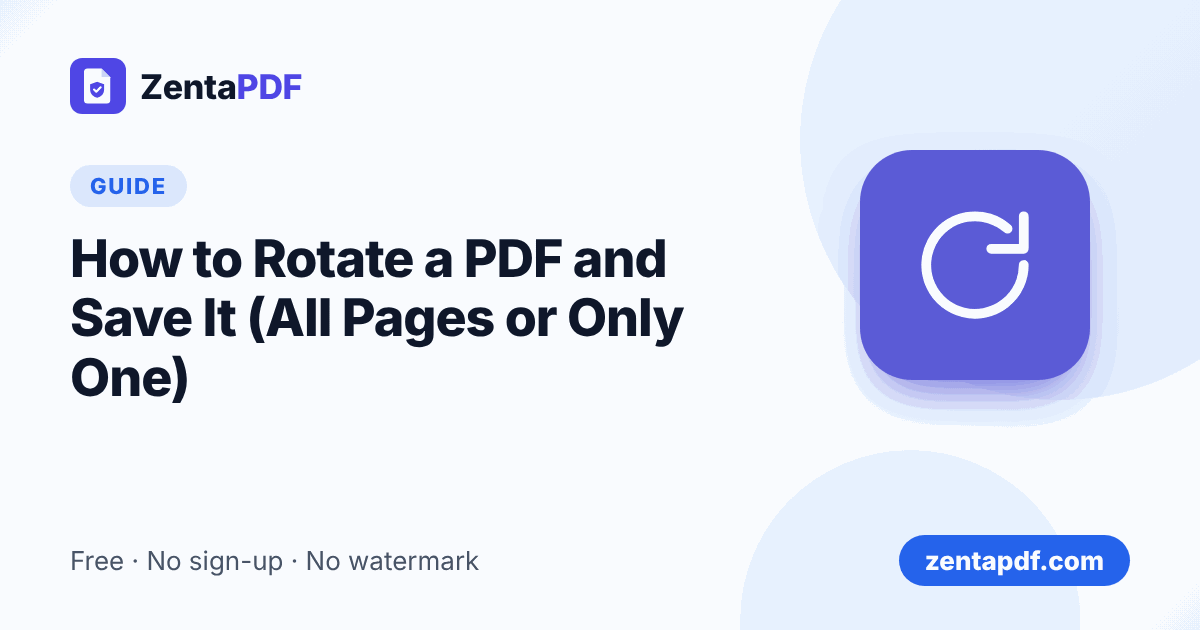 ZentaPDF
GUIDE
How to Rotate a PDF and
Save It (All Pages or Only
One)
Free · No sign-up · No watermark
zentapdf.com